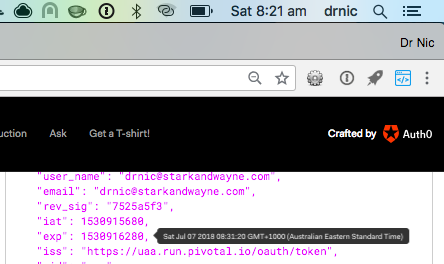 Sat 8:21 am drnic
Dr Nic
uction Ask Get a T-shirt! Crafted by Auth0
"user_name": "drnic@starkandwayne.com",
"email": "drnic@starkandwayne.com",
"rev_sig": "7525a5f3",
"iat": 1530915680,
"exp": 1530916280, Sat Jul 07 2018 08:31:20 GMT+1000 (Australian Eastern Standard Time)
"iss": "https://uaa.run.pivotal.io/oauth/token",